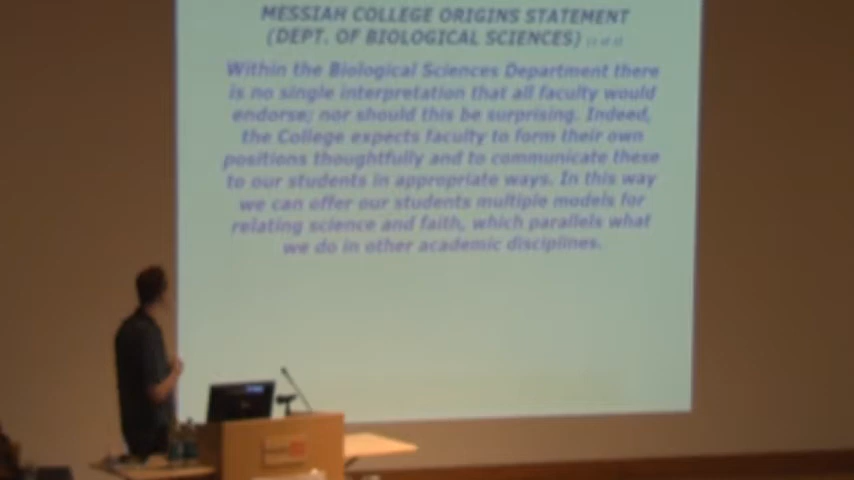 MESSIAH COLLEGE ORIGINS STATEMENT
(DEPT. OF BIOLOGICAL SCIENCES)
Within the Biological Sciences Department there
is no single interpretation that all faculty would
endorse; nor should this be surprising. Indeed,
the College expects faculty to form their own
positions thoughtfully and to communicate these
to our students in appropriate ways. In this way
we can offer our students multiple models for
relating science and faith, which parallels what
we do in other academic disciplines.